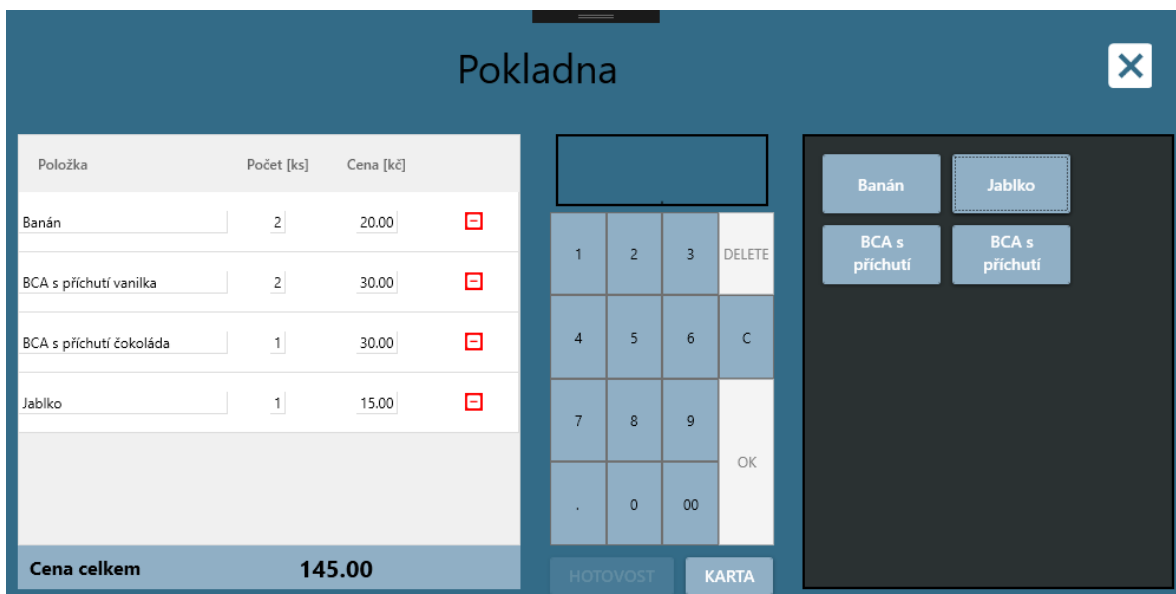 Pokladna
Položka Počet [ks] Cena [kč]
Banán 2 20.00
BCA s příchutí vanilka 2 30.00
BCA s příchutí čokoláda 1 30.00
Jablko 1 15.00
Cena celkem 145.00
1 2 3 DELETE
4 5 6 C
7 8 9
OK
. 0 00
HOTOVOST KARTA
Banán Jablko
BCA s
příchutí
BCA s
příchutí